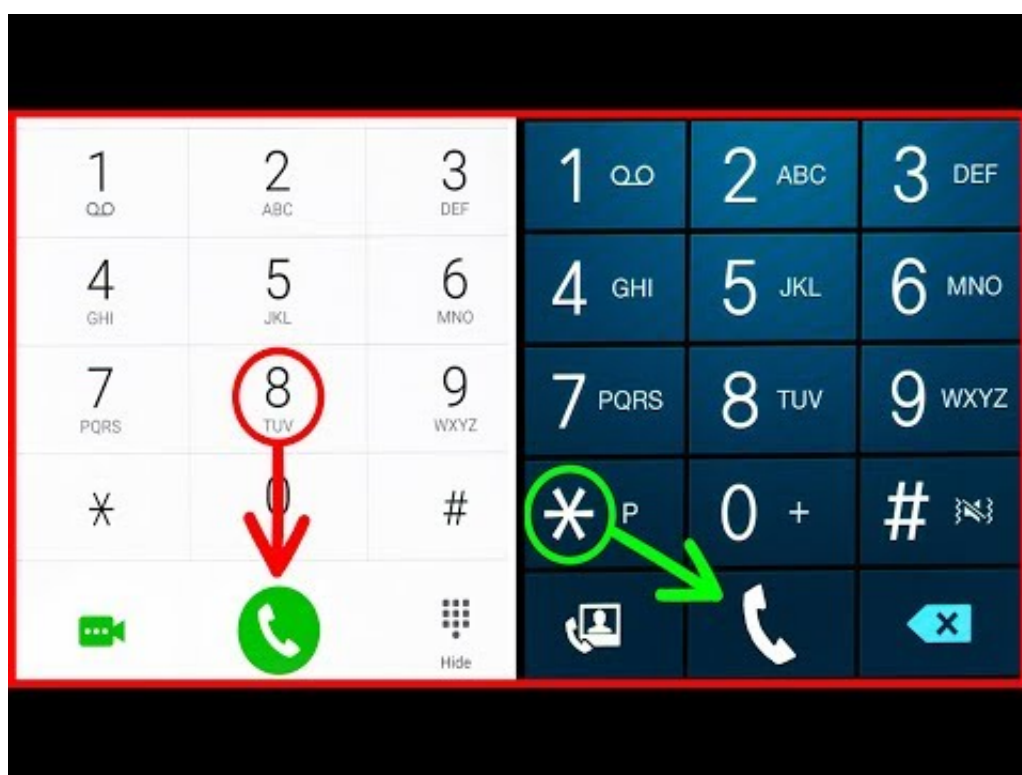 1 2 ABC 3 DEF
4 GHI 5 JKL 6 MNO
7 PQRS 8 TUV 9 WXYZ
* 0 #
Hide
1 2 ABC 3 DEF
4 GHI 5 JKL 6 MNO
7 PQRS 8 TUV 9 WXYZ
* P 0 + #